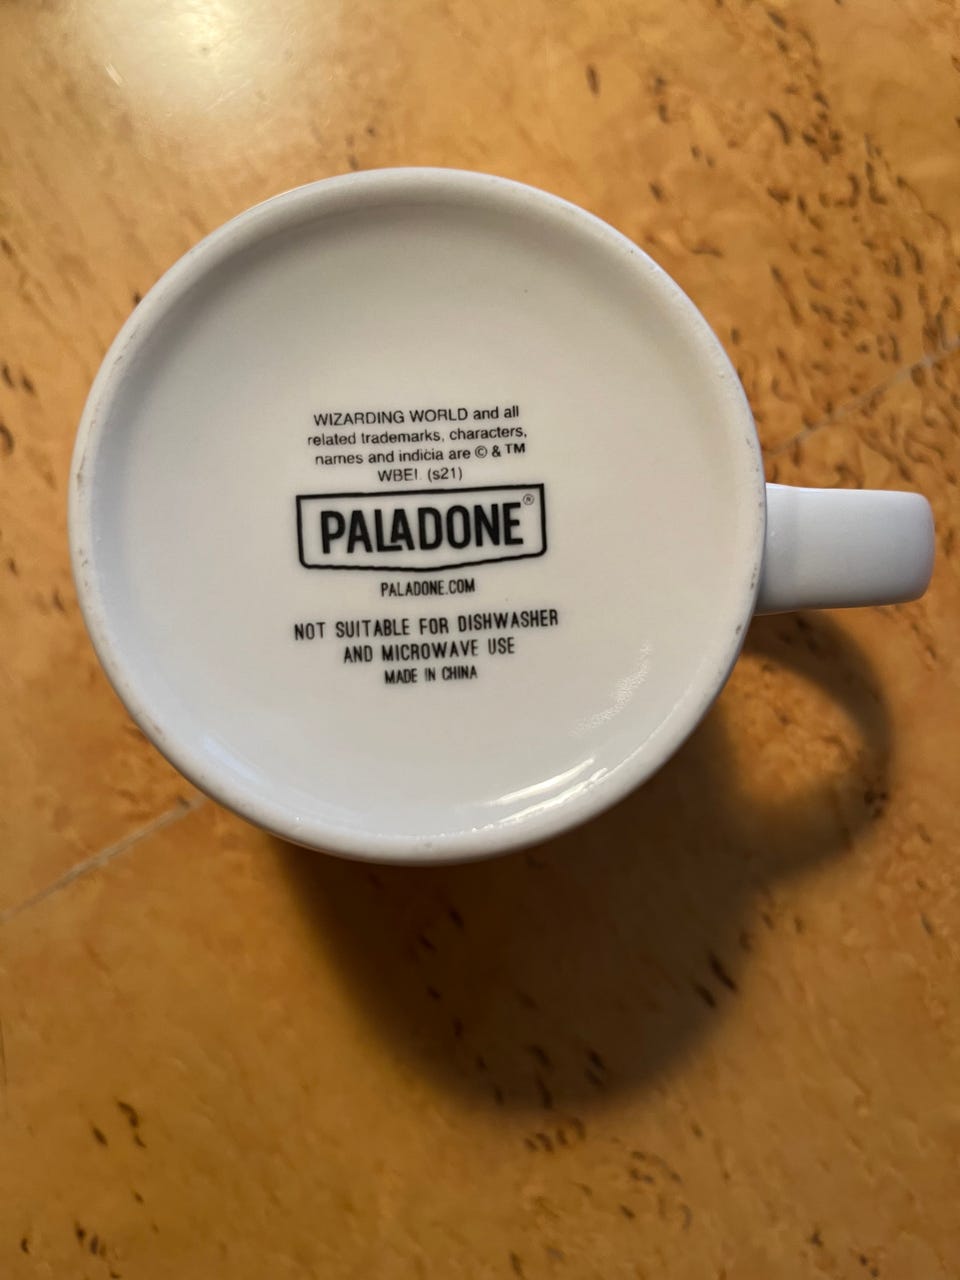 WIZARDING WORLD and all
related trademarks, characters,
names and indicia are © & ™
WBEI. (s21)
PALADONE®
PALADONE.COM
NOT SUITABLE FOR DISHWASHER
AND MICROWAVE USE
MADE IN CHINA